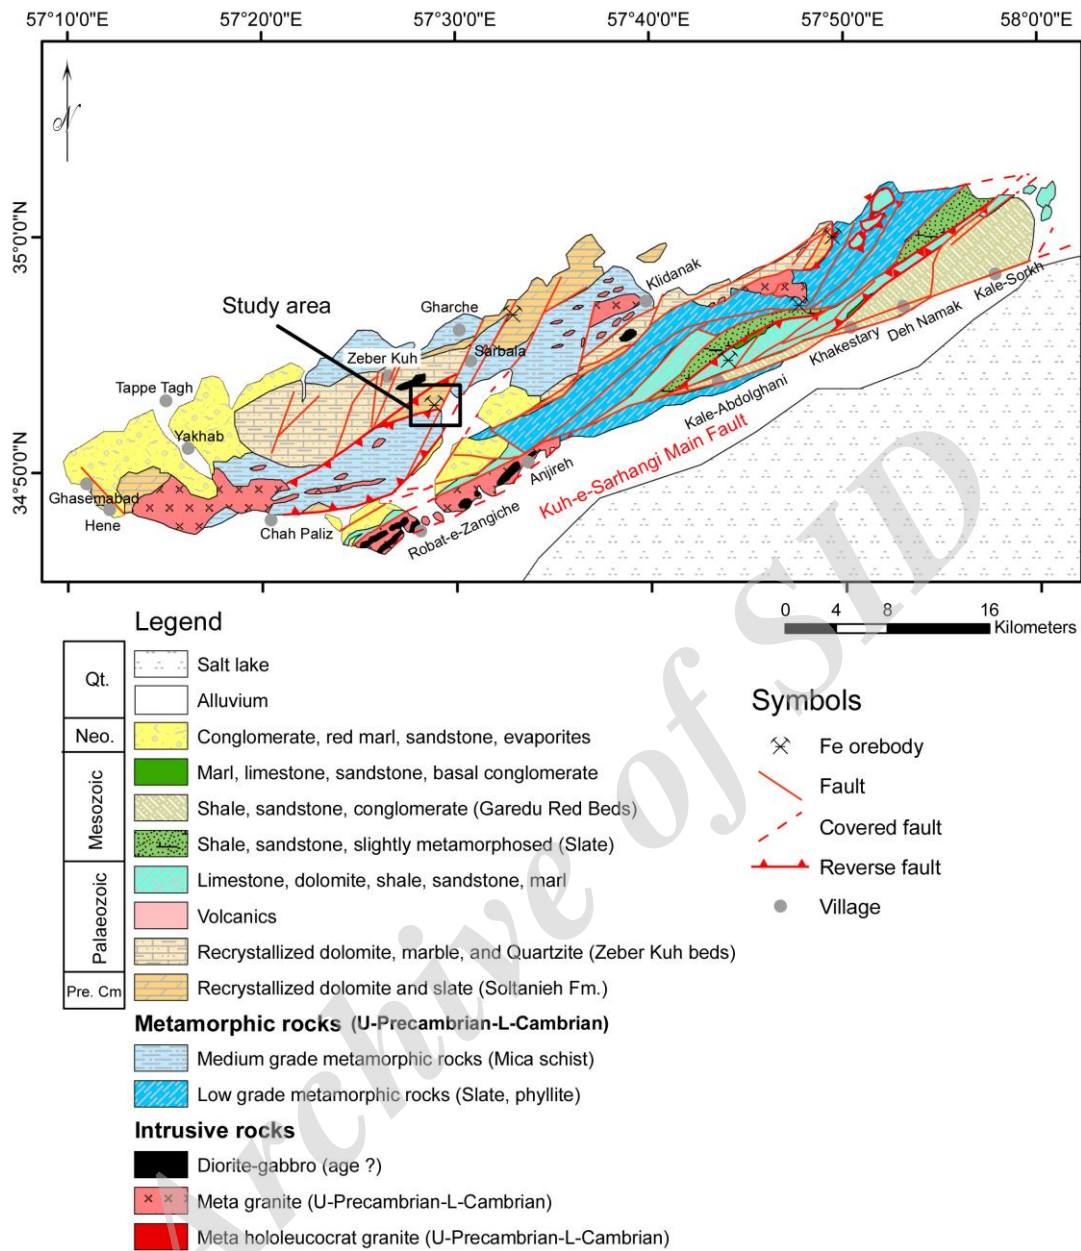 57°10'0"E 57°20'0"E 57°30'0"E 57°40'0"E 57°50'0"E 58°0'0"E
N
35°0'0"N
34°50'0"N
Study area
Klidanak
Gharche
Sarbala
Zeber Kuh
Tappe Tagh
Yakhab
Ghasemabad
Hene
Chah Paliz
Robat-e-Zangiche
Anjireh
Kale-Abdolghani
Khakestary
Deh Namak
Kale-Sorkh
Kuh-e-Sarhangi Main Fault
0 4 8 16
Kilometers
Legend
Qt.
Salt lake
Alluvium
Neo.
Conglomerate, red marl, sandstone, evaporites
Mesozoic
Marl, limestone, sandstone, basal conglomerate
Shale, sandstone, conglomerate (Garedu Red Beds)
Shale, sandstone, slightly metamorphosed (Slate)
Palaeozoic
Limestone, dolomite, shale, sandstone, marl
Volcanics
Recrystallized dolomite, marble, and Quartzite (Zeber Kuh beds)
Pre. Cm
Recrystallized dolomite and slate (Soltanieh Fm.)
Metamorphic rocks (U-Precambrian-L-Cambrian)
Medium grade metamorphic rocks (Mica schist)
Low grade metamorphic rocks (Slate, phyllite)
Intrusive rocks
Diorite-gabbro (age ?)
Meta granite (U-Precambrian-L-Cambrian)
Meta hololeucocrat granite (U-Precambrian-L-Cambrian)
Symbols
Fe orebody
Fault
Covered fault
Reverse fault
Village
Archive of SID